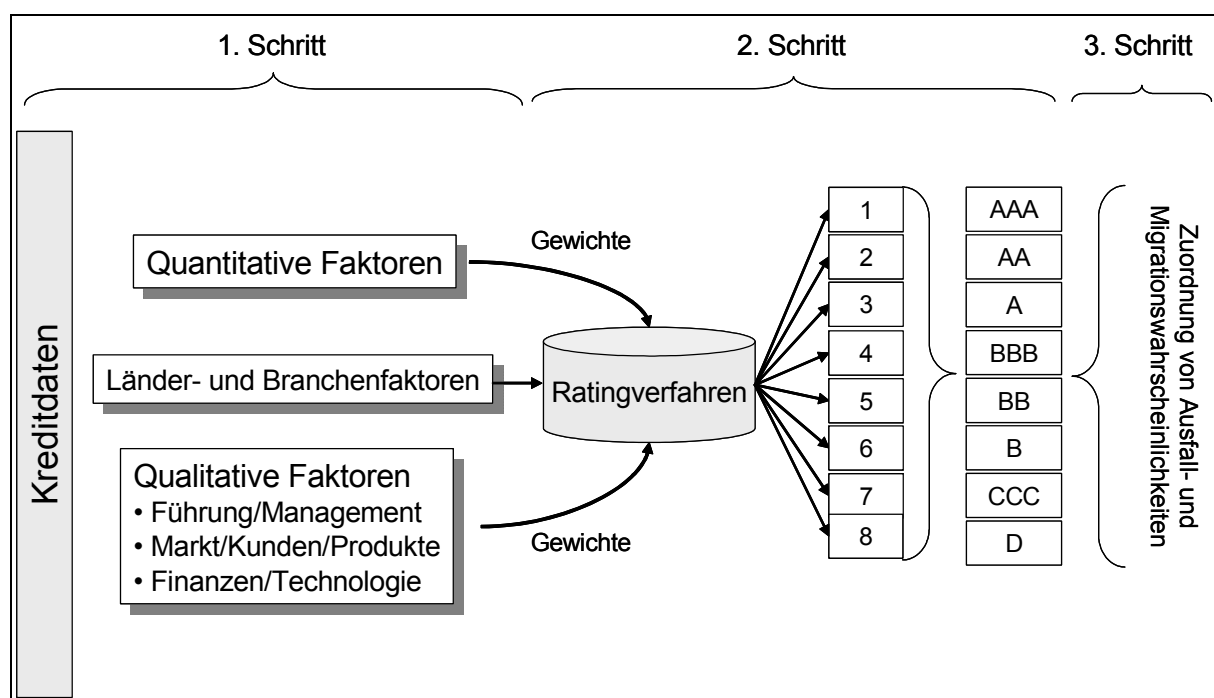 1. Schritt
2. Schritt
3. Schritt
Kreditdaten
Quantitative Faktoren
Gewichte
Länder- und Branchenfaktoren
Qualitative Faktoren
• Führung/Management
• Markt/Kunden/Produkte
• Finanzen/Technologie
Gewichte
Ratingverfahren
1
2
3
4
5
6
7
8
AAA
AA
A
BBB
BB
B
CCC
D
Zuordnung von Ausfall- und
Migrationswahrscheinlichkeiten